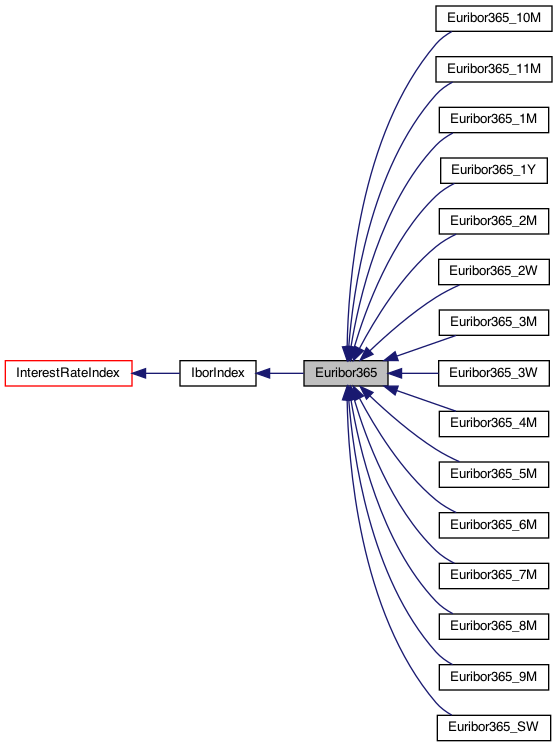 Euribor365_10M
Euribor365_11M
Euribor365_1M
Euribor365_1Y
Euribor365_2M
Euribor365_2W
Euribor365_3M
InterestRateIndex
IborIndex
Euribor365
Euribor365_3W
Euribor365_4M
Euribor365_5M
Euribor365_6M
Euribor365_7M
Euribor365_8M
Euribor365_9M
Euribor365_SW